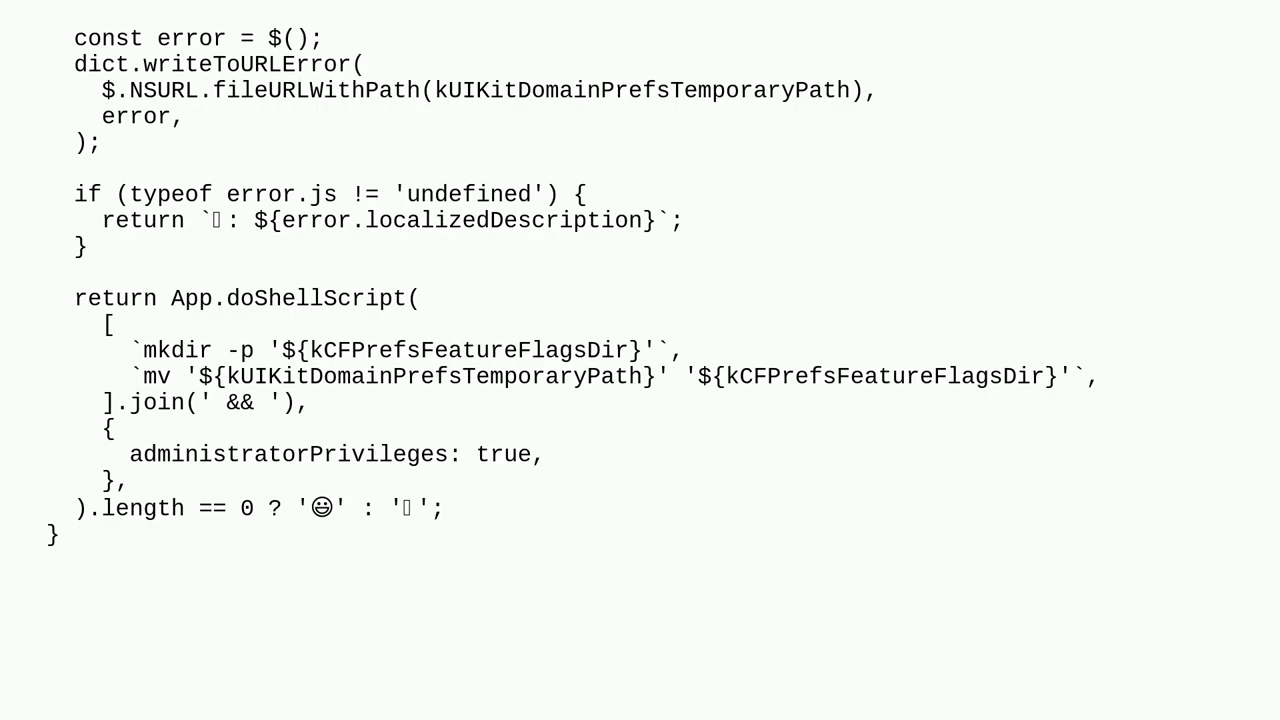 const error = $();
dict.writeToURLError(
$.NSURL.fileURLWithPath(kUIKitDomainPrefsTemporaryPath),
error,
);
if (typeof error.js != 'undefined') {
return `▯: ${error.localizedDescription}`;
}
return App.doShellScript(
[
`mkdir -p '${kCFPrefsFeatureFlagsDir}'`,
`mv '${kUIKitDomainPrefsTemporaryPath}' '${kCFPrefsFeatureFlagsDir}'`,
].join(' && '),
{
administratorPrivileges: true,
},
).length == 0 ? '😃' : '▯';
}